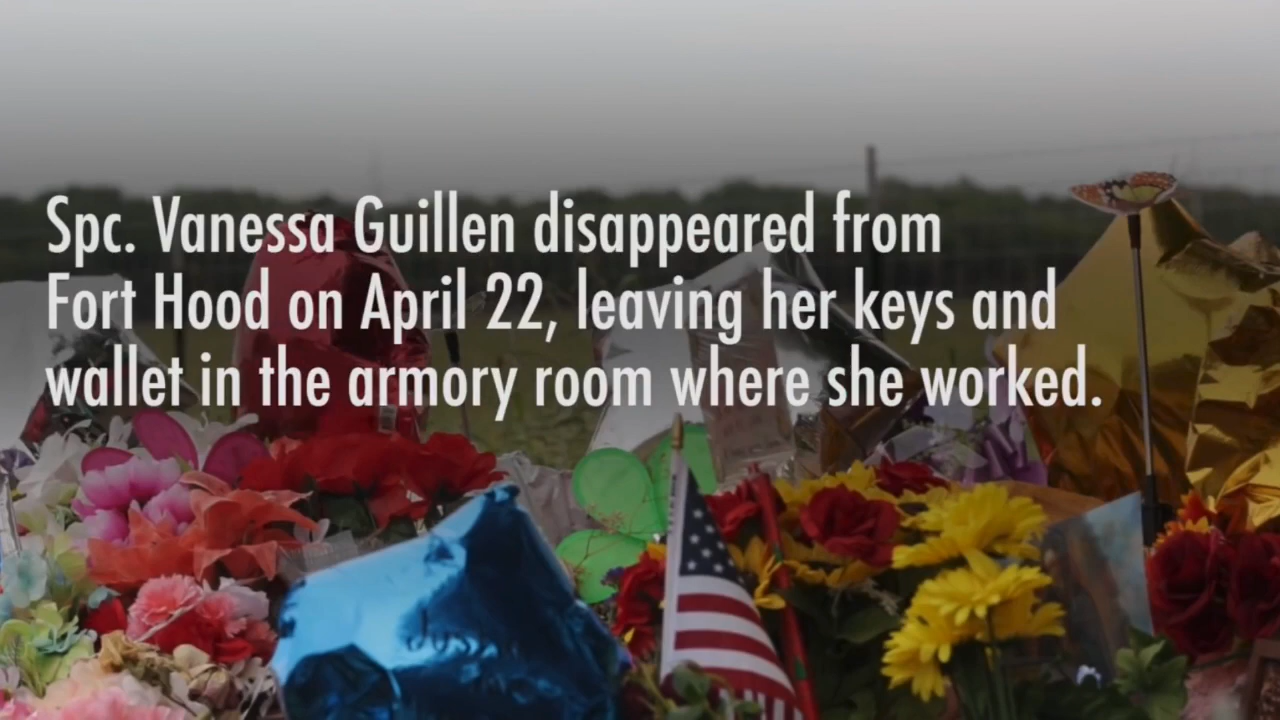 Spc. Vanessa Guillen disappeared from
Fort Hood on April 22, leaving her keys and
wallet in the armory room where she worked.